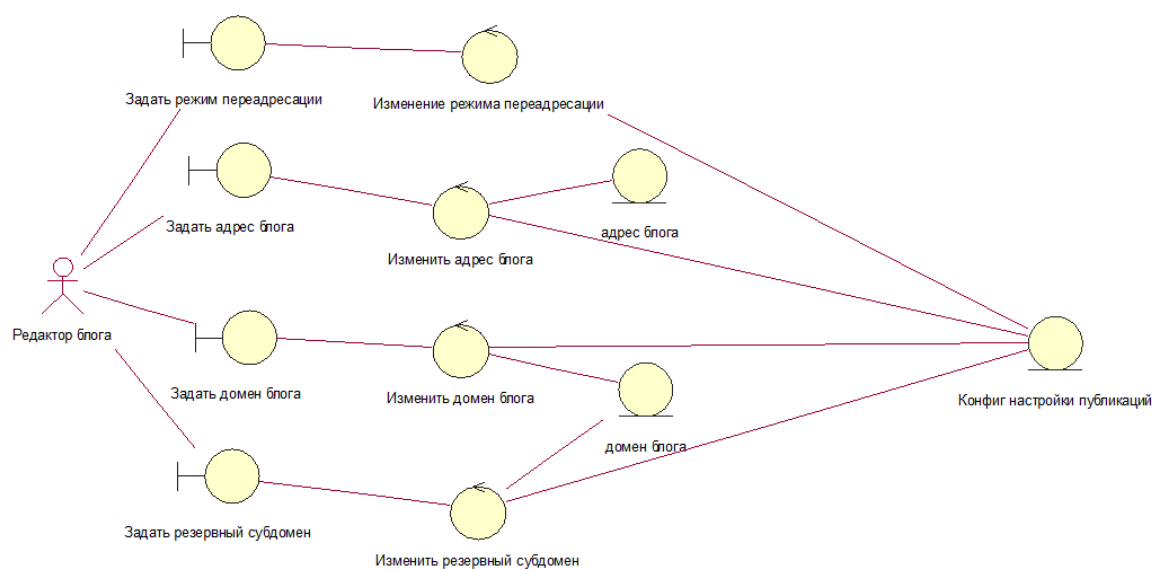 Задать режим переадресации
Изменение режима переадресации
Задать адрес блога
адрес блога
Изменить адрес блога
Редактор блога
Задать домен блога
Изменить домен блога
Конфиг настройки публикаций
домен блога
Задать резервный субдомен
Изменить резервный субдомен